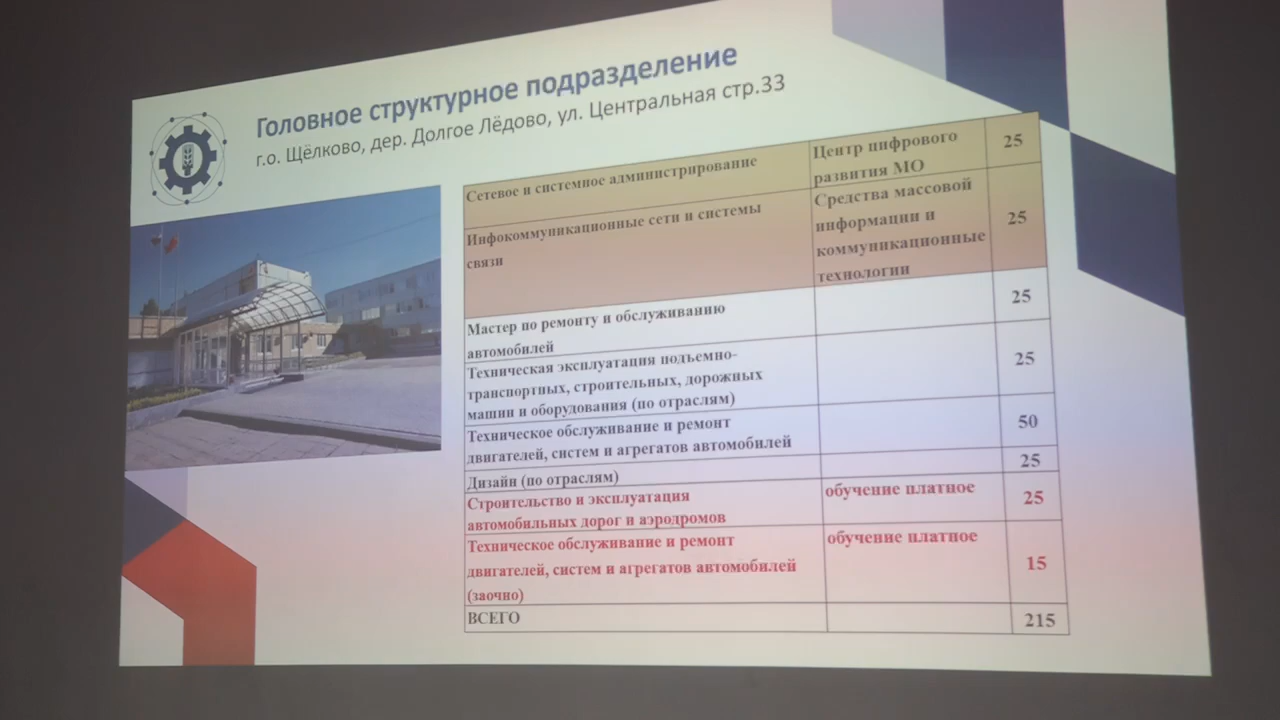 Головное структурное подразделение
г.о. Щёлково, дер. Долгое Лёдово, ул. Центральная стр.33
Сетевое и системное администрирование
Центр цифрового
развития МО
25
Инфокоммуникационные сети и системы
связи
Средства массовой
информации и
коммуникационные
технологии
25
Мастер по ремонту и обслуживанию
автомобилей
25
Техническая эксплуатация подъемно-
транспортных, строительных, дорожных
машин и оборудования (по отраслям)
25
Техническое обслуживание и ремонт
двигателей, систем и агрегатов автомобилей
50
Дизайн (по отраслям)
25
Строительство и эксплуатация
автомобильных дорог и аэродромов
обучение платное
25
Техническое обслуживание и ремонт
двигателей, систем и агрегатов автомобилей
(заочно)
обучение платное
15
ВСЕГО
215